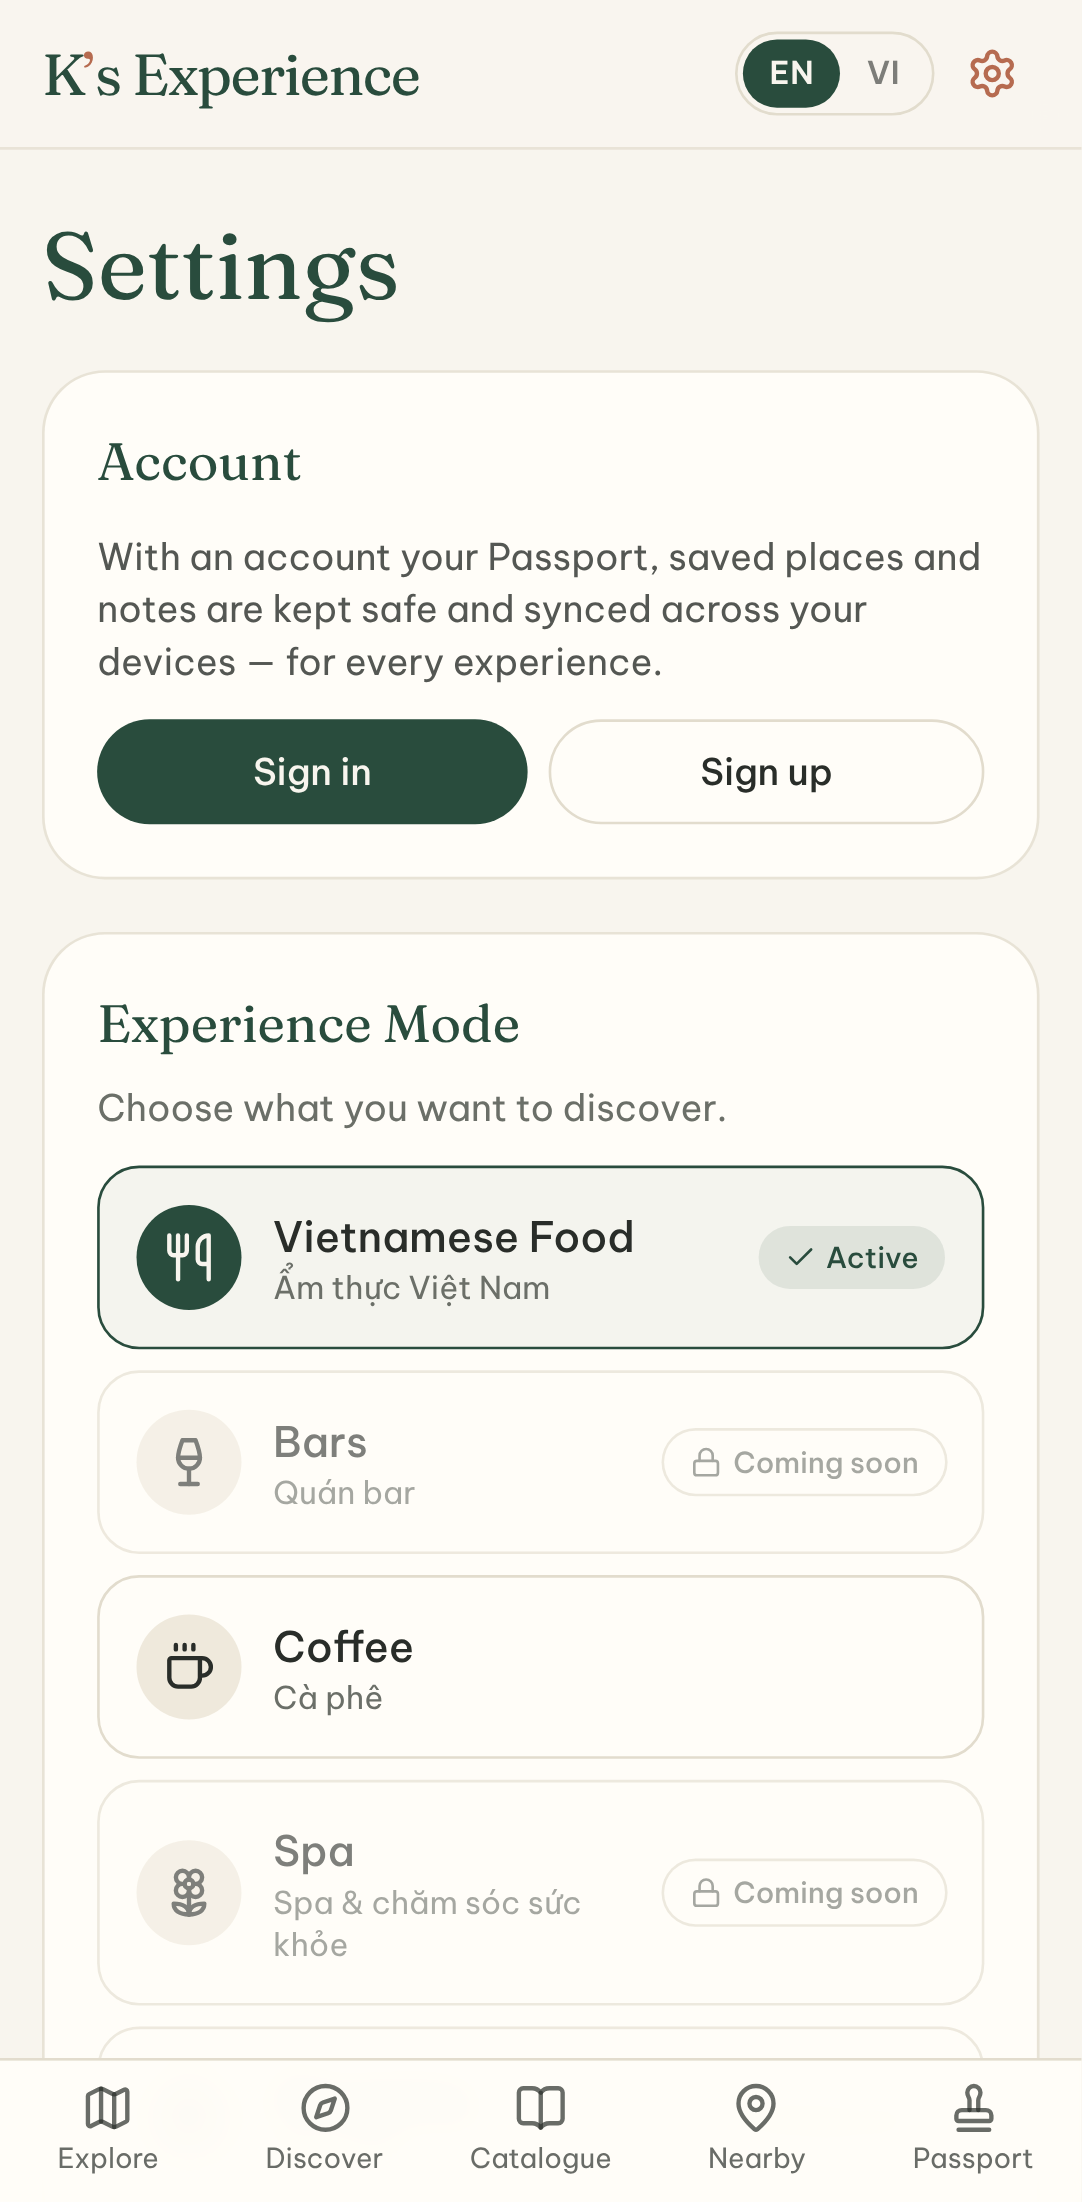 K's Experience
EN VI
Settings
Account
With an account your Passport, saved places and
notes are kept safe and synced across your
devices — for every experience.
Sign in
Sign up
Experience Mode
Choose what you want to discover.
Vietnamese Food
Ẩm thực Việt Nam
Active
Bars
Quán bar
Coming soon
Coffee
Cà phê
Spa
Spa & chăm sóc sức
khỏe
Coming soon
Explore
Discover
Catalogue
Nearby
Passport